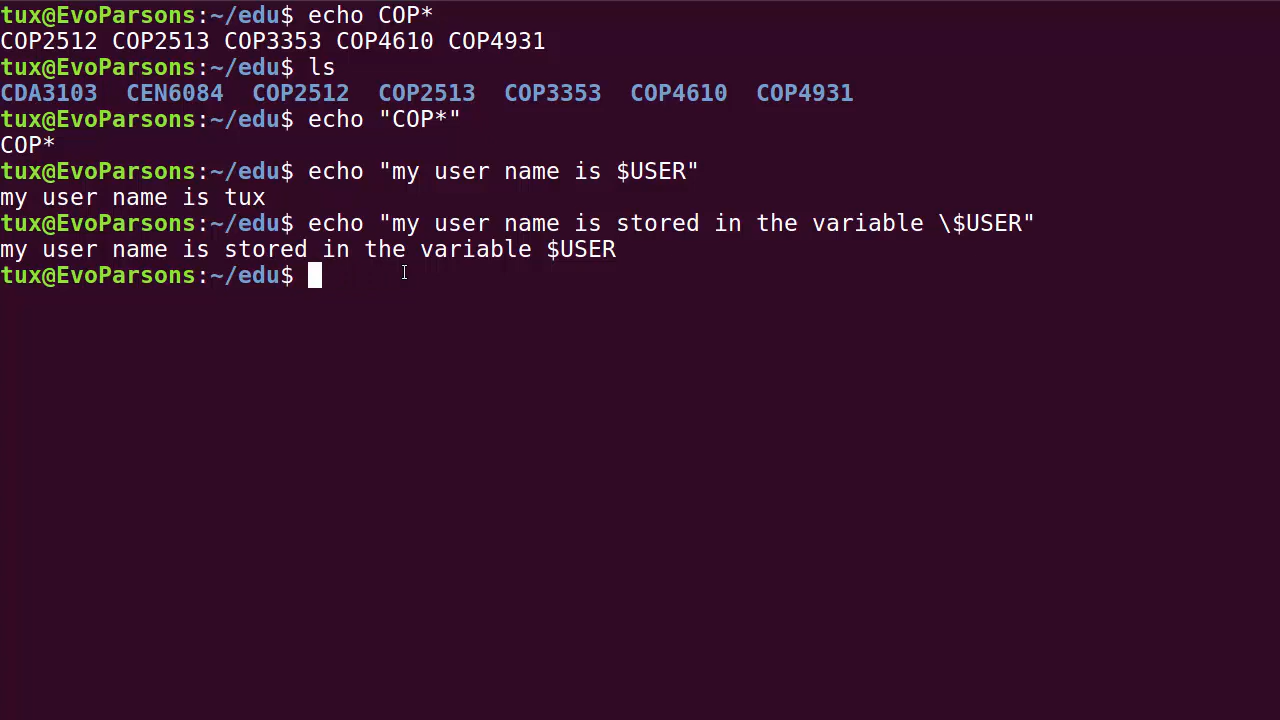 tux@EvoParsons:~/edu$ echo COP*
COP2512 COP2513 COP3353 COP4610 COP4931
tux@EvoParsons:~/edu$ ls
CDA3103  CEN6084  COP2512  COP2513  COP3353  COP4610  COP4931
tux@EvoParsons:~/edu$ echo "COP*"
COP*
tux@EvoParsons:~/edu$ echo "my user name is $USER"
my user name is tux
tux@EvoParsons:~/edu$ echo "my user name is stored in the variable \$USER"
my user name is stored in the variable $USER
tux@EvoParsons:~/edu$